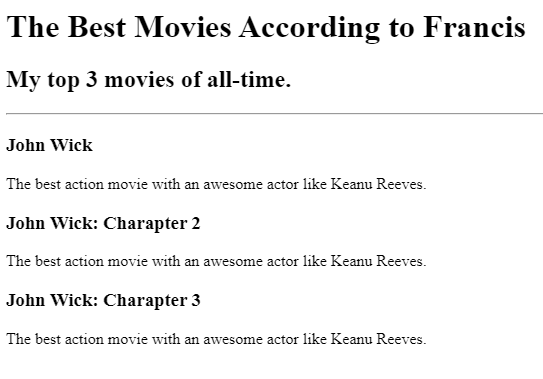 The Best Movies According to Francis
My top 3 movies of all-time.
John Wick
The best action movie with an awesome actor like Keanu Reeves.
John Wick: Charapter 2
The best action movie with an awesome actor like Keanu Reeves.
John Wick: Charapter 3
The best action movie with an awesome actor like Keanu Reeves.